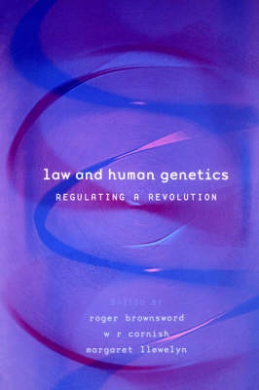 law and human genetics
REGULATING A REVOLUTION
EDITED BY
roger brownsword
w r cornish
margaret llewelyn